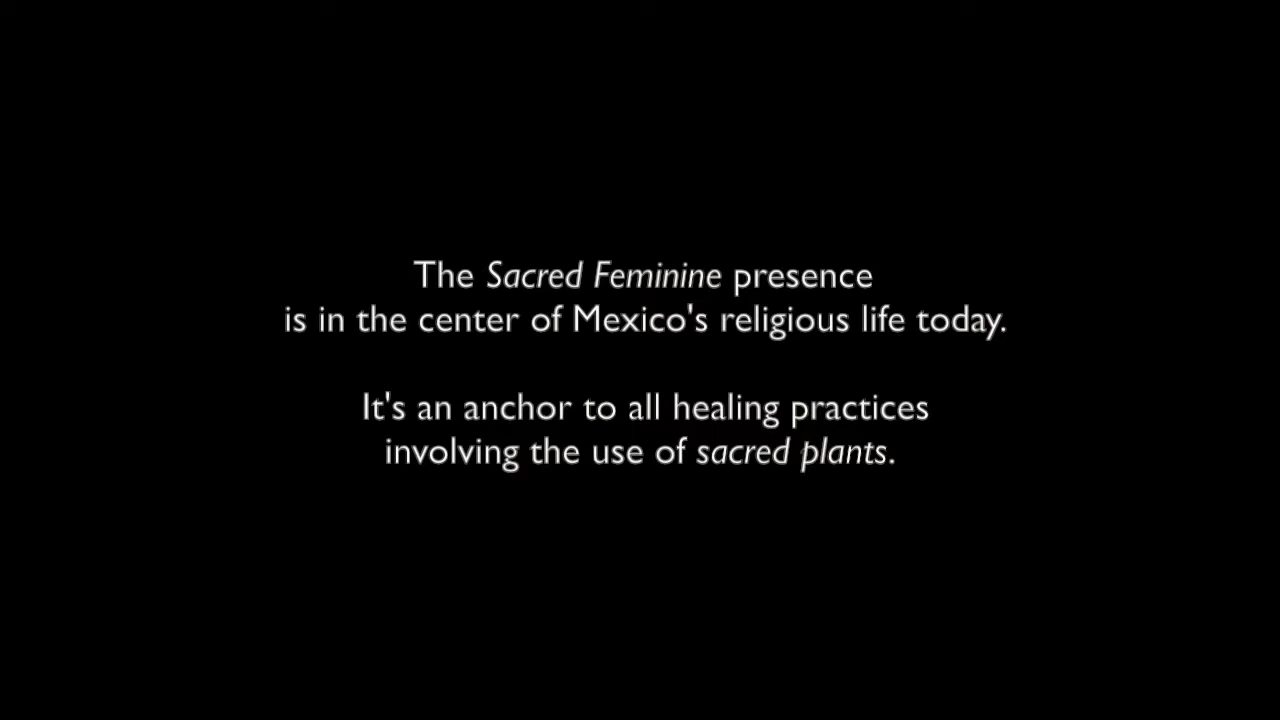 The Sacred Feminine presence
is in the center of Mexico's religious life today.
It's an anchor to all healing practices
involving the use of sacred plants.